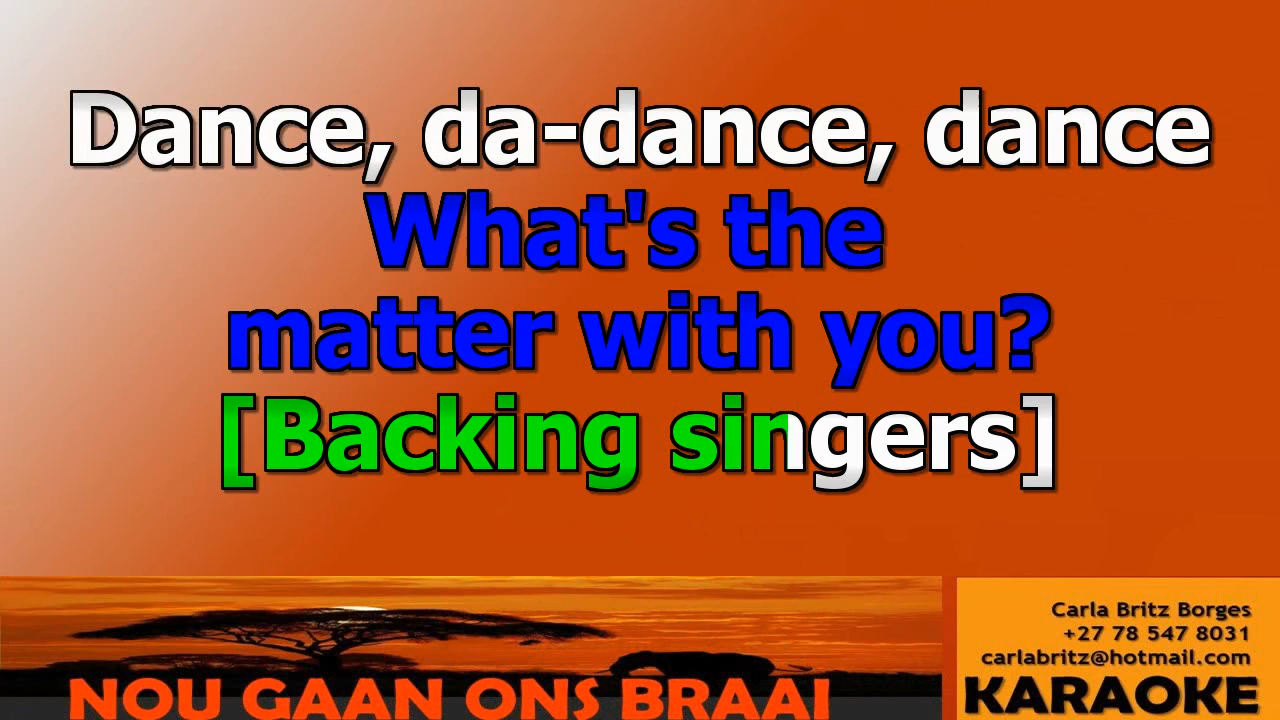 Dance, da-dance, dance
What's the
matter with you?
[Backing singers]
Carla Britz Borges
+27 78 547 8031
carlabritz@hotmail.com
NOU GAAN ONS BRAAI
KARAOKE